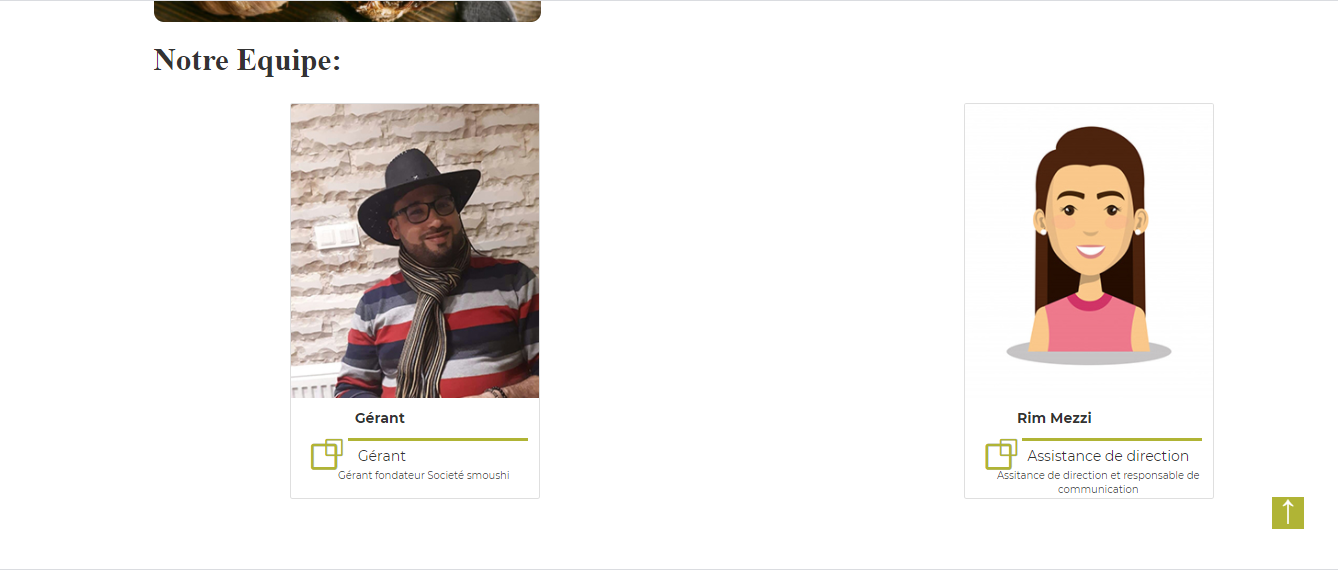 Notre Equipe:
Gérant
Gérant
Gérant fondateur Societé smoushi
Rim Mezzi
Assistance de direction
Assitance de direction et responsable de
communication